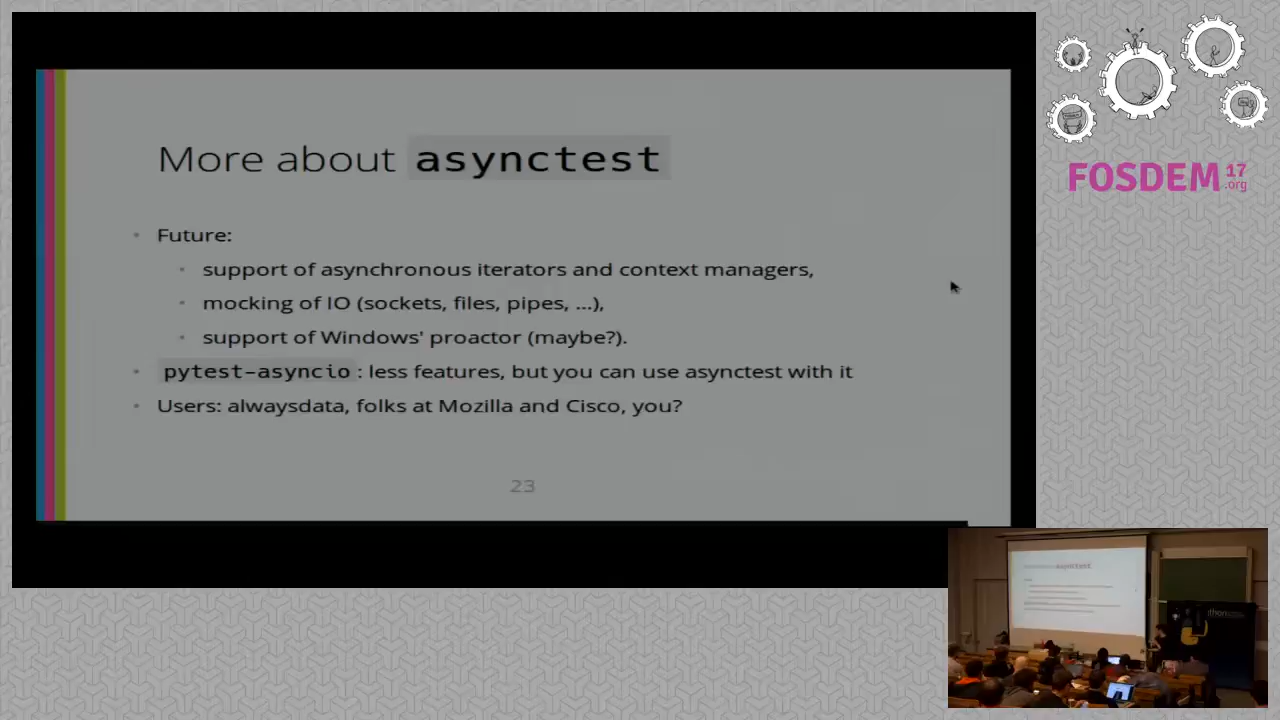 More about asynctest
• Future:
• support of asynchronous iterators and context managers,
• mocking of IO (sockets, files, pipes, ...),
• support of Windows' proactor (maybe?).
• pytest-asyncio : less features, but you can use asynctest with it
• Users: alwaysdata, folks at Mozilla and Cisco, you?
23
FOSDEM 17
.org
asynctest
thon